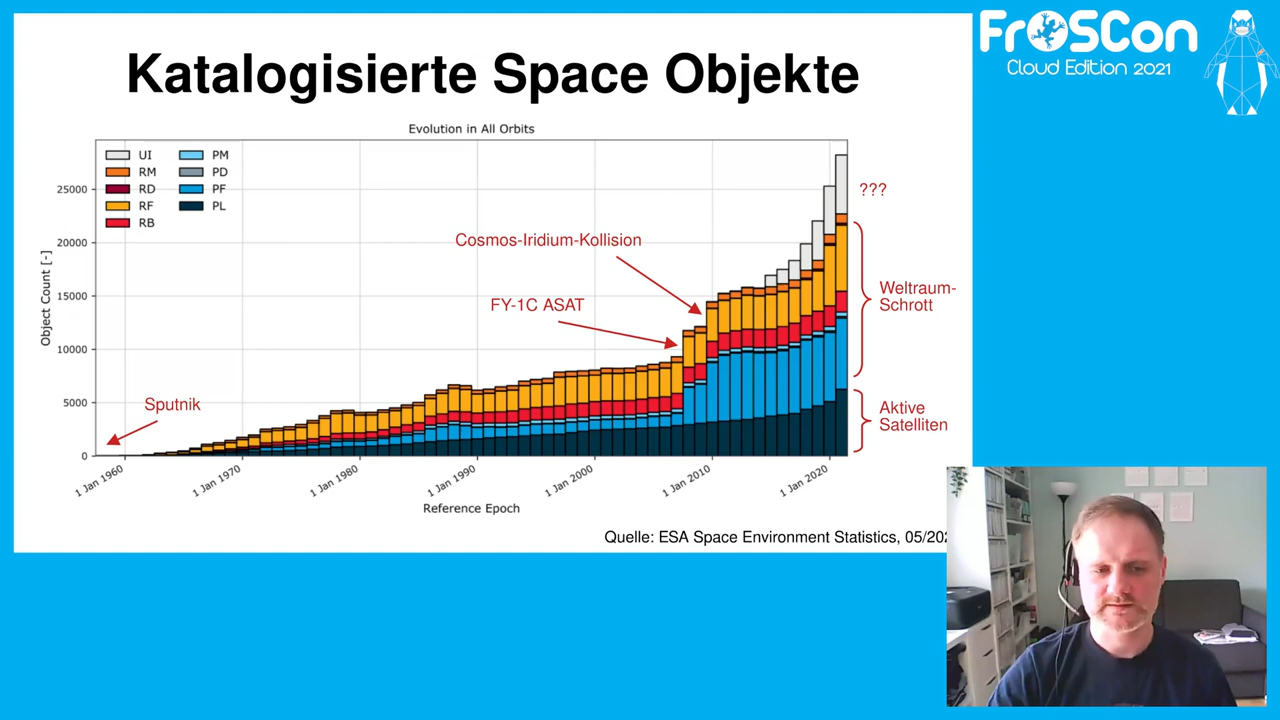 Katalogisierte Space Objekte
FrOSCon
Cloud Edition 2021
Evolution in All Orbits
UI
RM
RD
RF
RB
PM
PD
PF
PL
Object Count [-]
25000
20000
15000
10000
5000
0
1 Jan 1960
1 Jan 1970
1 Jan 1980
1 Jan 1990
1 Jan 2000
1 Jan 2010
1 Jan 2020
Reference Epoch
Sputnik
FY-1C ASAT
Cosmos-Iridium-Kollision
???
Weltraum-
Schrott
Aktive
Satelliten
Quelle: ESA Space Environment Statistics,